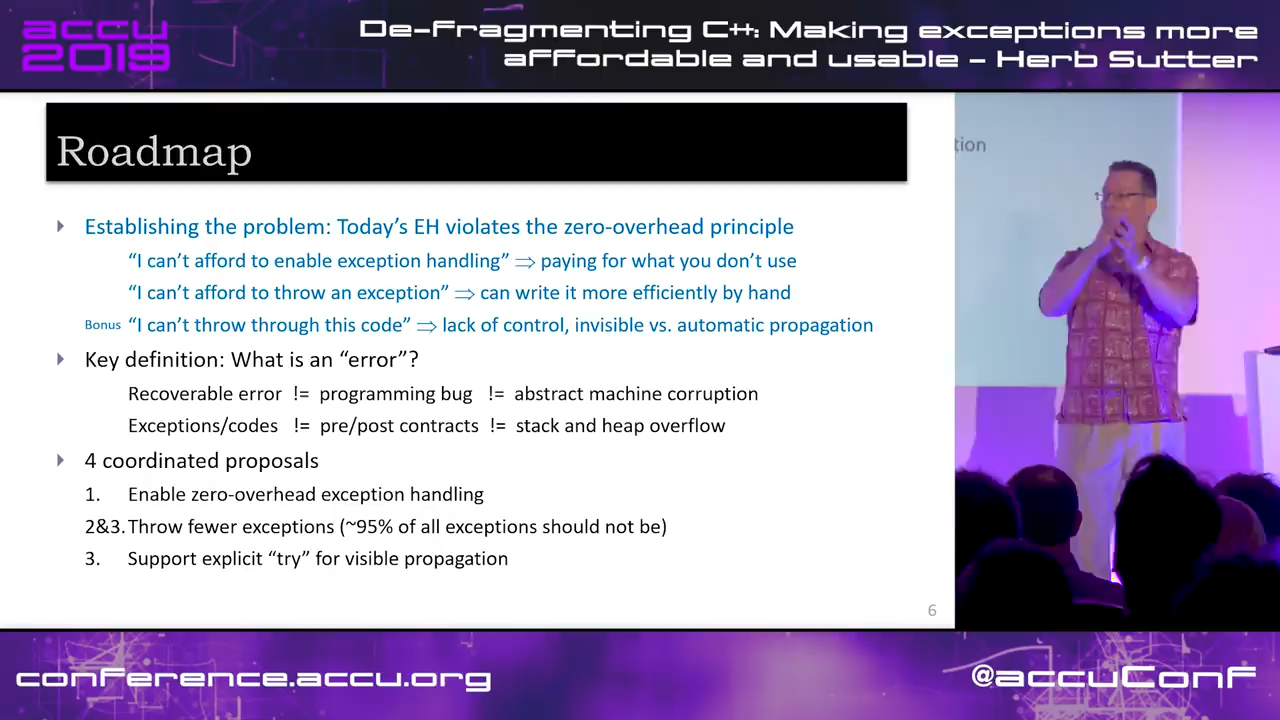 accu
2019
De-Fragmenting C++: Making exceptions more
affordable and usable - Herb Sutter
Roadmap
Establishing the problem: Today's EH violates the zero-overhead principle
"I can't afford to enable exception handling" ⇒ paying for what you don't use
"I can't afford to throw an exception" ⇒ can write it more efficiently by hand
Bonus "I can't throw through this code" ⇒ lack of control, invisible vs. automatic propagation
Key definition: What is an "error"?
Recoverable error != programming bug != abstract machine corruption
Exceptions/codes != pre/post contracts != stack and heap overflow
4 coordinated proposals
1. Enable zero-overhead exception handling
2&3. Throw fewer exceptions (~95% of all exceptions should not be)
3. Support explicit "try" for visible propagation
6
tion
conference.accu.org
@accuConf